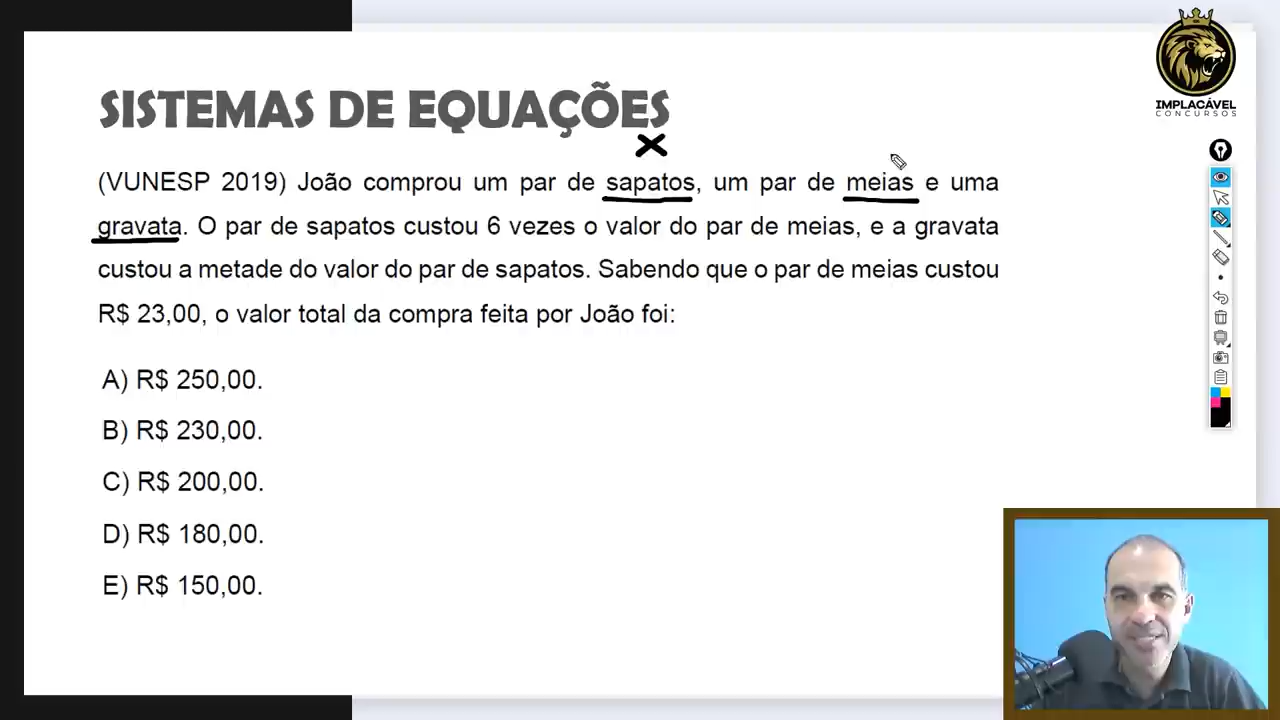 IMPLACÁVEL
CONCURSOS
SISTEMAS DE EQUAÇÕES
x
(VUNESP 2019) João comprou um par de sapatos, um par de meias e uma
gravata. O par de sapatos custou 6 vezes o valor do par de meias, e a gravata
custou a metade do valor do par de sapatos. Sabendo que o par de meias custou
R$ 23,00, o valor total da compra feita por João foi:
A) R$ 250,00.
B) R$ 230,00.
C) R$ 200,00.
D) R$ 180,00.
E) R$ 150,00.